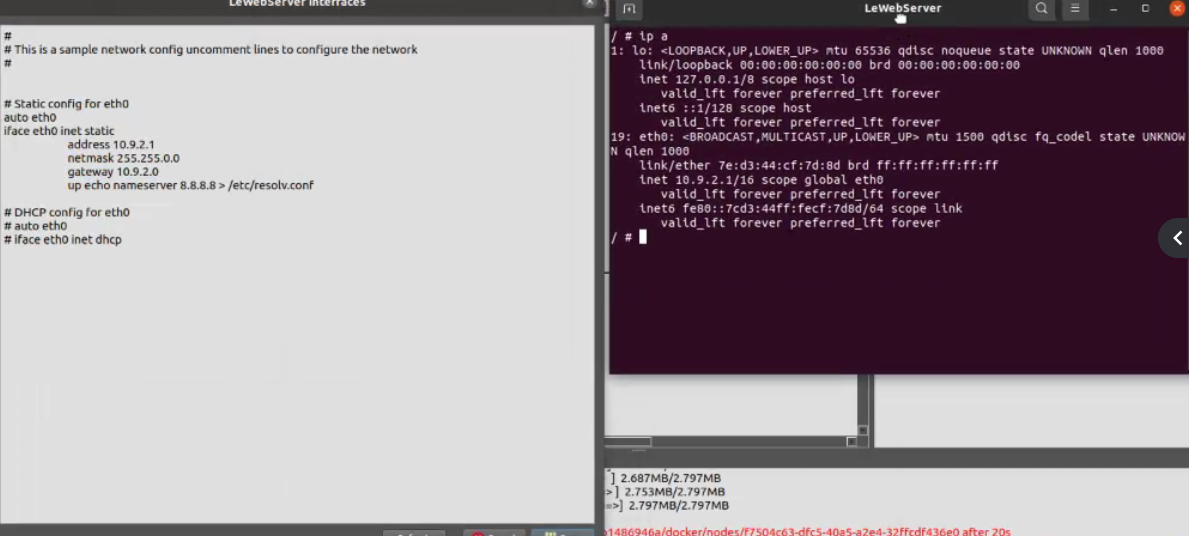 LeWebServer interfaces
#
# This is a sample network config uncomment lines to configure the network
#
# Static config for eth0
auto eth0
iface eth0 inet static
address 10.9.2.1
netmask 255.255.0.0
gateway 10.9.2.0
up echo nameserver 8.8.8.8 > /etc/resolv.conf
# DHCP config for eth0
# auto eth0
# iface eth0 inet dhcp
LeWebServer
/ # ip a
1: lo: <LOOPBACK,UP,LOWER_UP> mtu 65536 qdisc noqueue state UNKNOWN qlen 1000
link/loopback 00:00:00:00:00:00 brd 00:00:00:00:00:00
inet 127.0.0.1/8 scope host lo
valid_lft forever preferred_lft forever
inet6 ::1/128 scope host
valid_lft forever preferred_lft forever
19: eth0: <BROADCAST,MULTICAST,UP,LOWER_UP> mtu 1500 qdisc fq_codel state UNKNOW
N qlen 1000
link/ether 7e:d3:44:cf:7d:8d brd ff:ff:ff:ff:ff:ff
inet 10.9.2.1/16 scope global eth0
valid_lft forever preferred_lft forever
inet6 fe80::7cd3:44ff:fecf:7d8d/64 scope link
valid_lft forever preferred_lft forever
/ #
] 2.687MB/2.797MB
=>] 2.753MB/2.797MB
=>] 2.797MB/2.797MB
1486946a/docker/nodes/f7504c63-dfc5-40a5-a2e4-32ffcdf436e0 after 20s